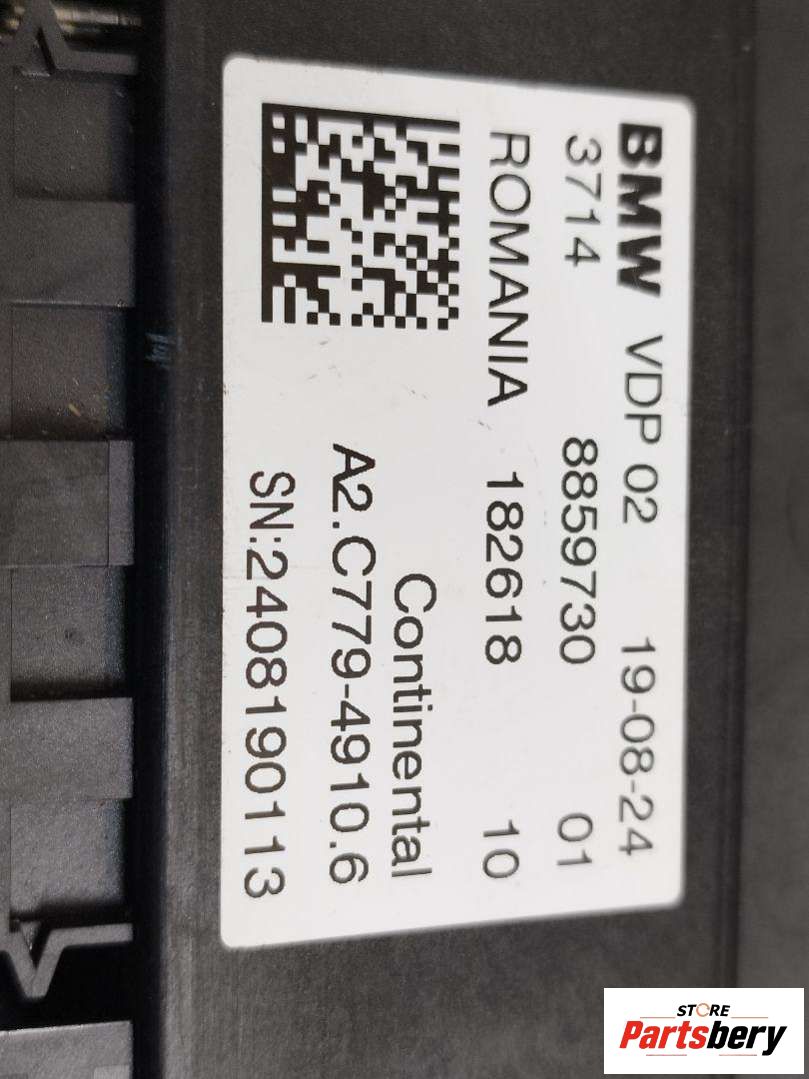 BMW VDP 02 19-08-24
3714 8859730 01
ROMANIA 182618 10
Continental
A2.C779-4910.6
SN:2408190113
STORE
Partsbery